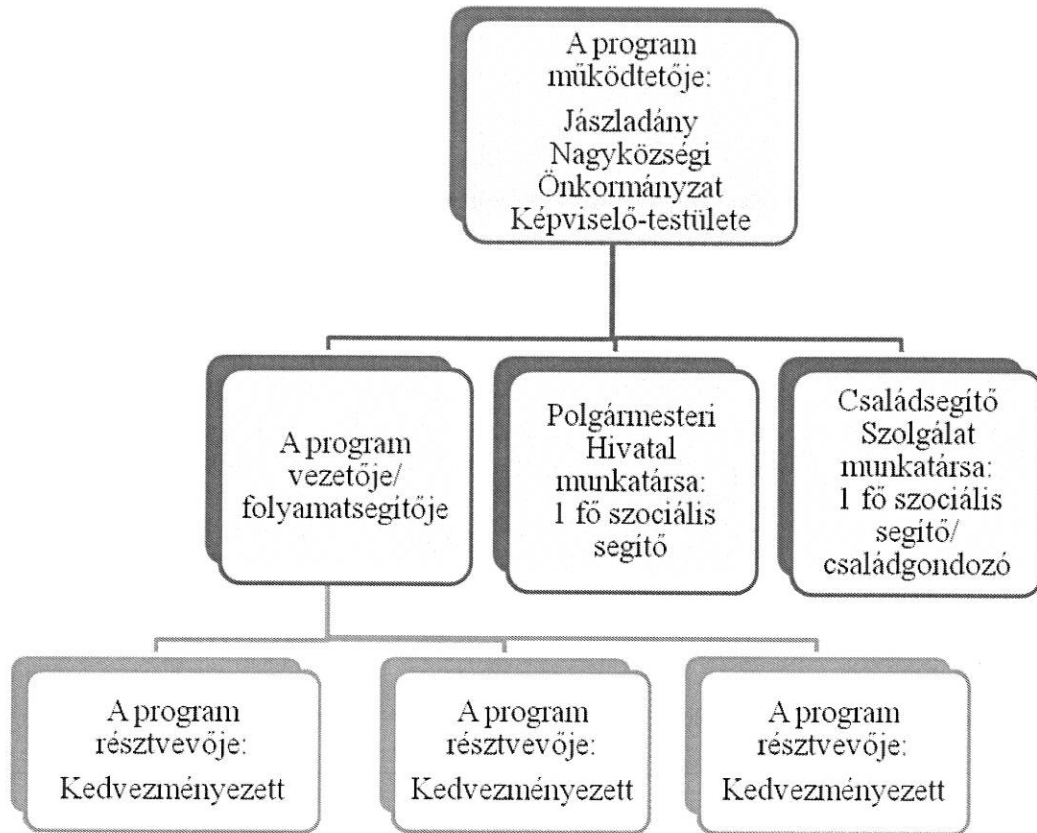 A program
működtetője:
Jászladány
Nagyközségi
Önkormányzat
Képviselő-testülete
A program
vezetője/
folyamatsegítője
Polgármesteri
Hivatal
munkatársa:
1 fő szociális
segítő
Családsegítő
Szolgálat
munkatársa:
1 fő szociális
segítő/
családgondozó
A program
résztvevője:
Kedvezményezett
A program
résztvevője:
Kedvezményezett
A program
résztvevője:
Kedvezményezett